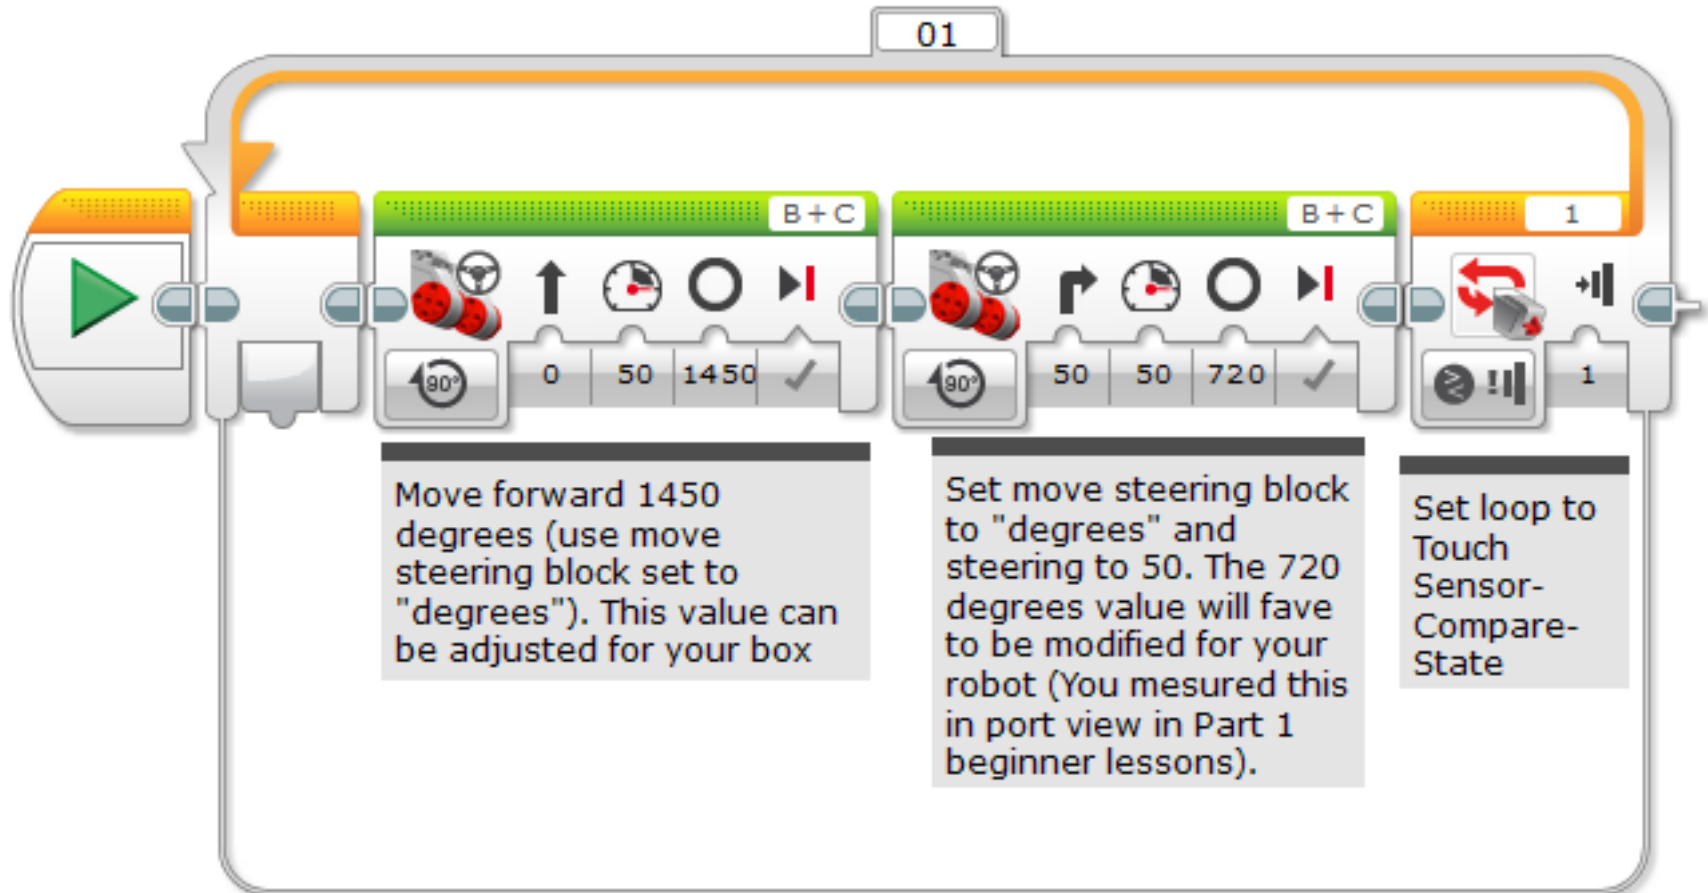 01
B + C
B + C
1
90°
0
50
1450
90°
50
50
720
1
Move forward 1450
degrees (use move
steering block set to
"degrees"). This value can
be adjusted for your box
Set move steering block
to "degrees" and
steering to 50. The 720
degrees value will fave
to be modified for your
robot (You mesured this
in port view in Part 1
beginner lessons).
Set loop to
Touch
Sensor-
Compare-
State